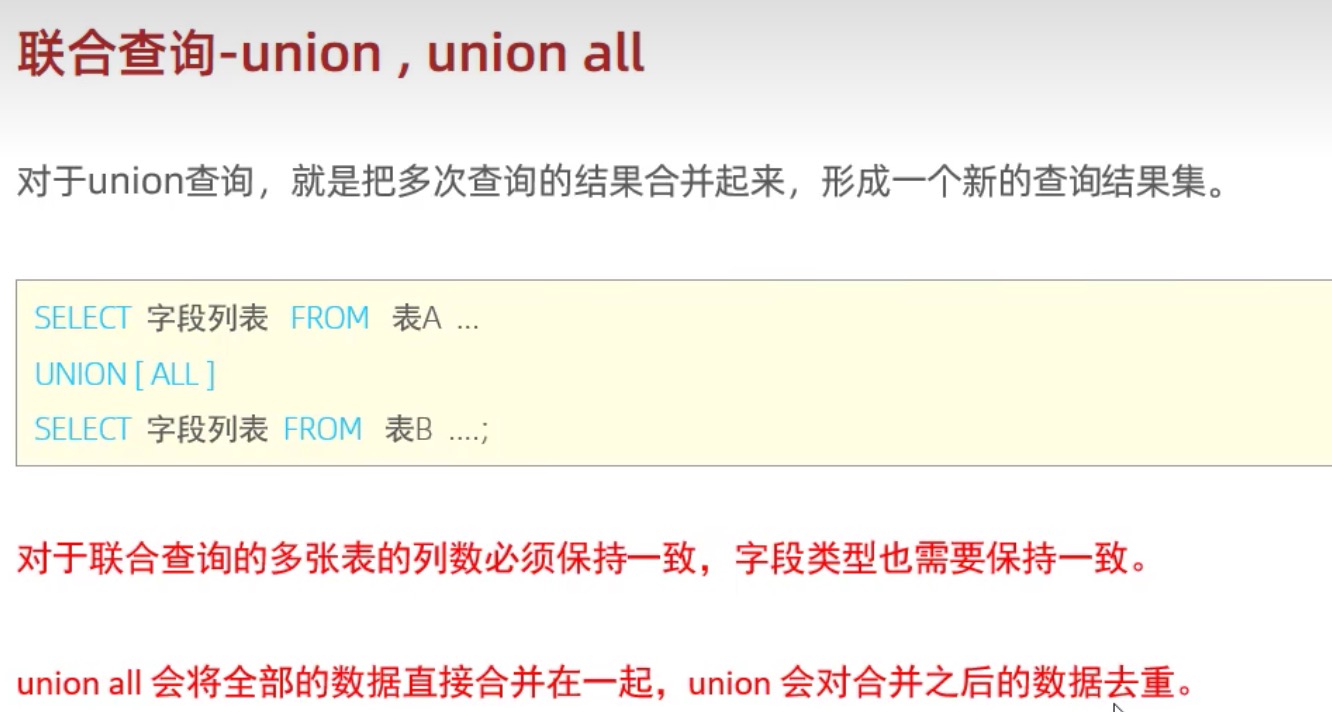 联合查询-union , union all
对于union查询，就是把多次查询的结果合并起来，形成一个新的查询结果集。
SELECT 字段列表 FROM 表A ...
UNION [ ALL ]
SELECT 字段列表 FROM 表B ....;
对于联合查询的多张表的列数必须保持一致，字段类型也需要保持一致。
union all 会将全部的数据直接合并在一起，union 会对合并之后的数据去重。